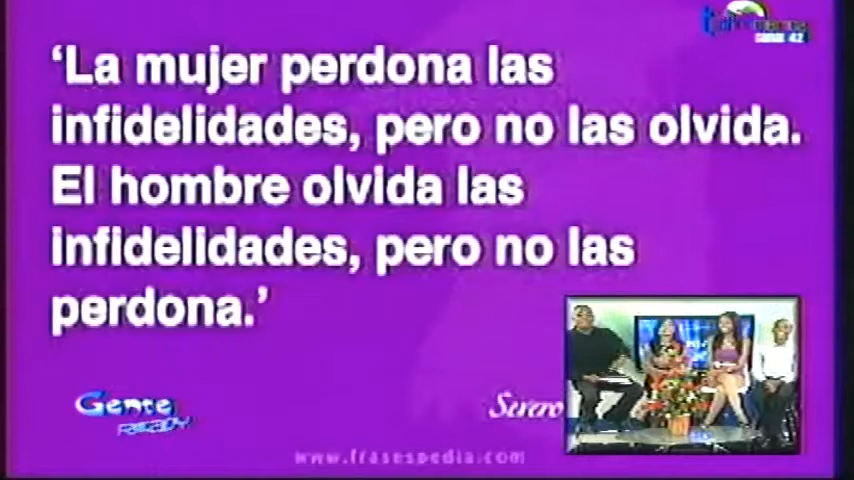 ‘La mujer perdona las
infidelidades, pero no las olvida.
El hombre olvida las
infidelidades, pero no las
perdona.’
Gente
www.frasespedia.com